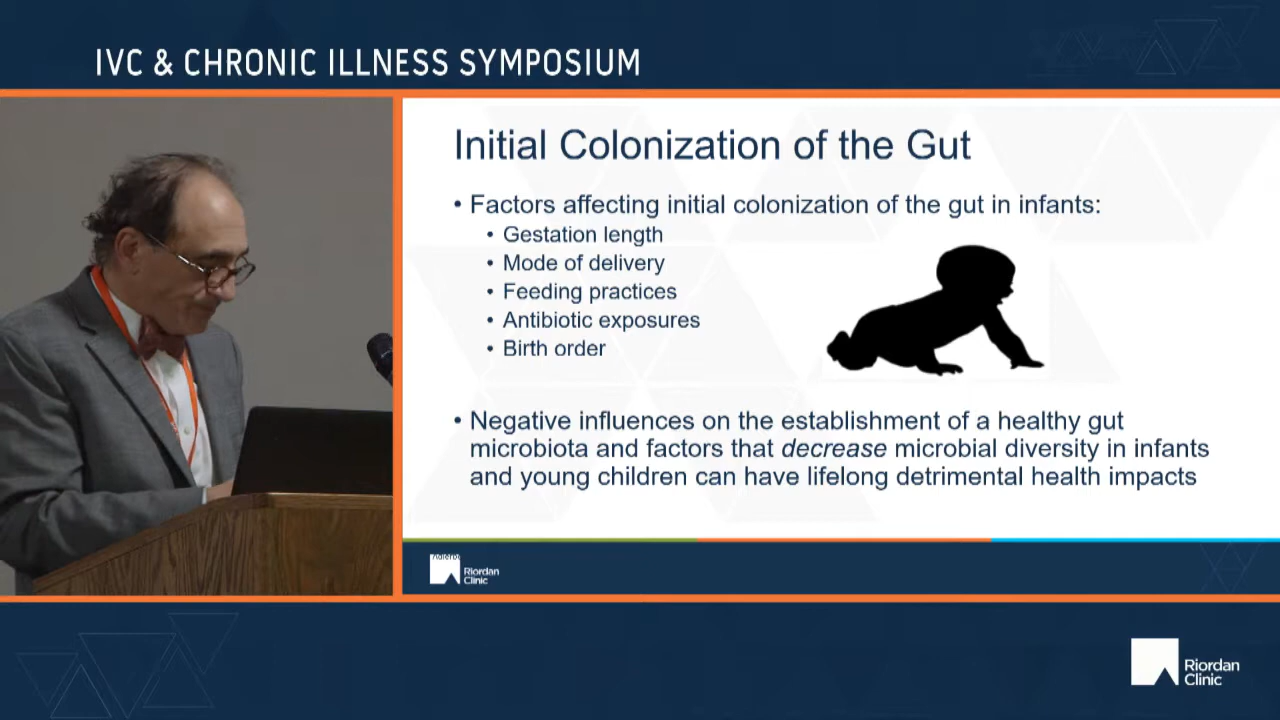 IVC & CHRONIC ILLNESS SYMPOSIUM
Initial Colonization of the Gut
• Factors affecting initial colonization of the gut in infants:
• Gestation length
• Mode of delivery
• Feeding practices
• Antibiotic exposures
• Birth order
• Negative influences on the establishment of a healthy gut
microbiota and factors that decrease microbial diversity in infants
and young children can have lifelong detrimental health impacts
Riordan
Clinic
Riordan
Clinic